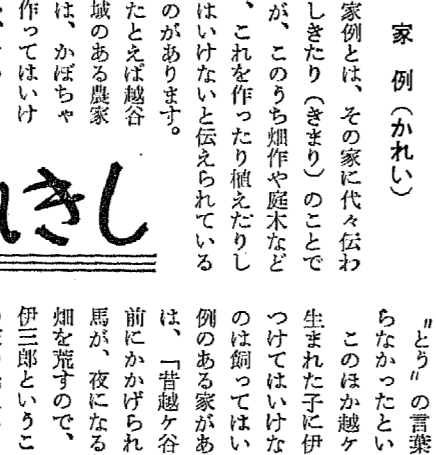 家 例(かれい)
家例とは、その家に代々伝わ
しきたり(きまり)のことで
が、このうち畑作や庭木など
、これを作ったり植えたりし
はいけないと伝えられている
のがあります。
たとえば越谷
域のある農家
は、かぼちゃ
作ってはいけ
きし
〃とう〃の言葉
らなかったとい
このほか越ケ
生まれた子に伊
つけてはいけな
のは飼ってはい
例のある家があ
は、「昔越ケ谷
前にかかげられ
馬が、夜になる
畑を荒すので、
伊三郎というこ